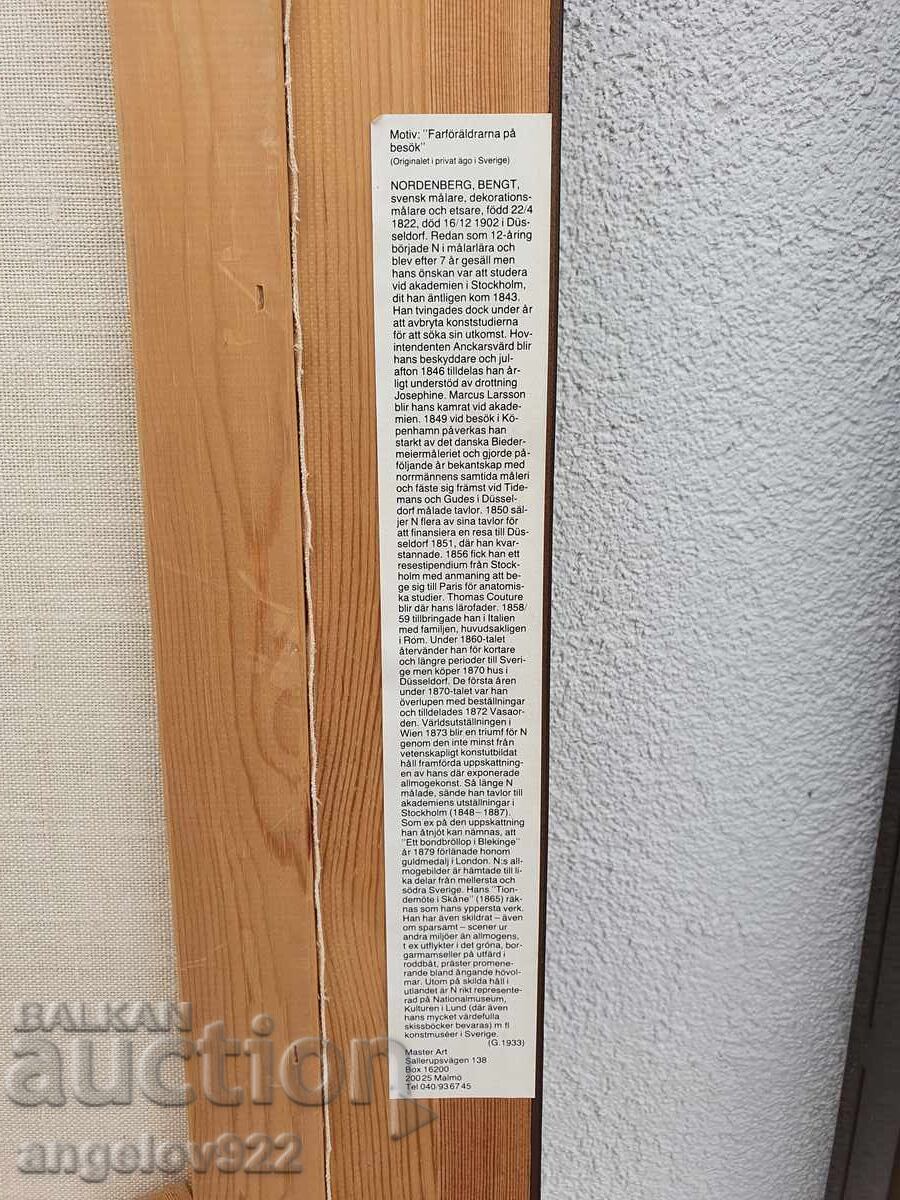 Motiv: "Farföräldrarna på
besök"
(Originalet i privat ägo i Sverige)
NORDENBERG, BENGT,
svensk målare, dekorations-
målare och etsare, född 22/4
1822, död 16/12 1902 i Düs-
seldorf. Redan som 12-åring
började N i målarlära och
blev efter 7 år gesäll men
hans önskan var att studera
vid akademien i Stockholm,
dit han äntligen kom 1843.
Han tvingades dock under år
att avbryta konststudierna
för att söka sin utkomst. Hov-
intendenten Anckarsvärd blir
hans beskyddare och jul-
afton 1846 tilldelas han år-
ligt understöd av drottning
Josephine. Marcus Larsson
blir hans kamrat vid akade-
mien. 1849 vid besök i Kö-
penhamn påverkas han
starkt av det danska Bieder-
meiermåleriet och gjorde på-
följande år bekantskap med
norrmännens samtida måleri
och fäste sig främst vid Tide-
mans och Gudes i Düssel-
dorf målade tavlor. 1850 säl-
jer N flera av sina tavlor för
att finansiera en resa till Düs-
seldorf 1851, där han kvar-
stannade. 1856 fick han ett
resestipendium från Stock-
holm med anmaning att be-
ge sig till Paris för anatomis-
ka studier. Thomas Couture
blir där hans lärofader. 1858/
59 tillbringade han i Italien
med familjen, huvudsakligen
i Rom. Under 1860-talet
återvänder han för kortare
och längre perioder till Sveri-
ge men köper 1870 hus i
Düsseldorf. De första åren
under 1870-talet var han
överlupen med beställningar
och tilldelades 1872 Vasaor-
den. Världsutställningen i
Wien 1873 blir en triumf för N
genom den inte minst från
vetenskapligt konstutbildat
håll framförda uppskattning-
en av hans där exponerade
allmogekonst. Så länge N
målade, sände han tavlor till
akademiens utställningar i
Stockholm (1848–1887).
Som ex på den uppskattning
han åtnjöt kan nämnas, att
"Ett bondbröllop i Blekinge"
år 1879 förlänade honom
guldmedalj i London. N:s all-
mogebilder är hämtade till li-
ka delar från mellersta och
södra Sverige. Hans "Tion-
demöte i Skåne" (1865) räk-
nas som hans yppersta verk.
Han har även skildrat – även
om sparsamt – scener ur
andra miljöer än allmogens,
t ex utflykter i det gröna, bor-
garmamseller på utfärd i
roddbåt, präster promene-
rande bland ångande hövol-
mar. Utom på skilda håll i
utlandet är N rikt represente-
rad på Nationalmuseum,
Kulturen i Lund (där även
hans mycket värdefulla
skissböcker bevaras) m fl
konstmuséer i Sverige.
(G.1933)
Master Art
Sallerupsvägen 138
Box 16200
200 25 Malmö
Tel 040/93 67 45
BALKAN
auction
angelov922